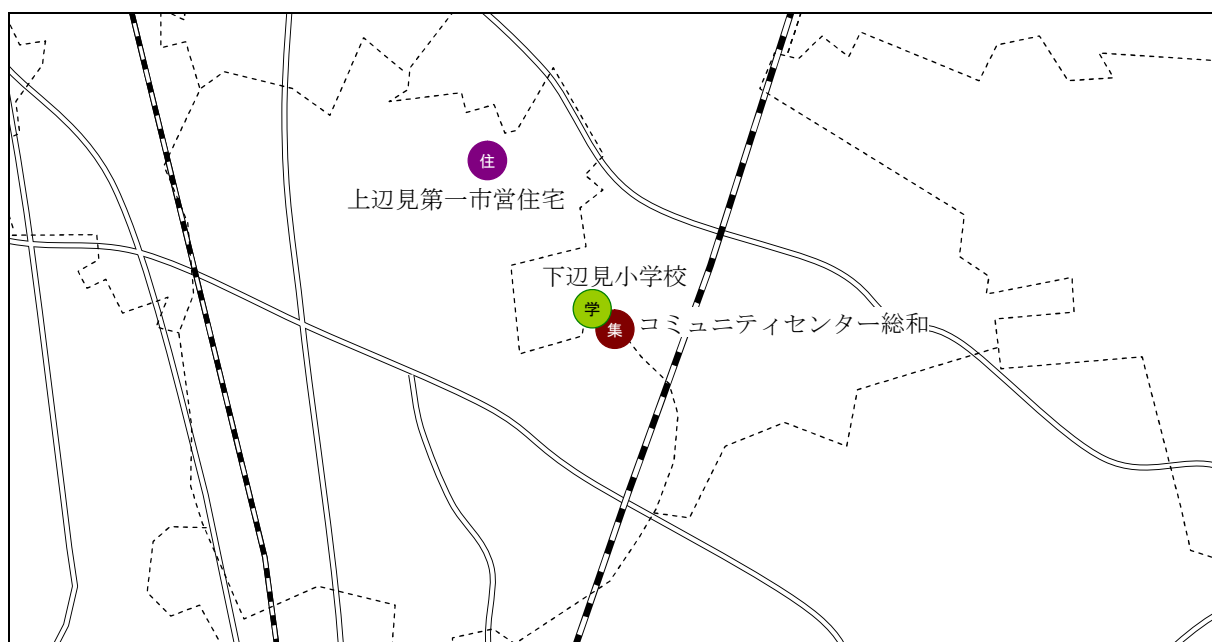 住
上辺見第一市営住宅
下辺見小学校
学
集
コミュニティセンター総和